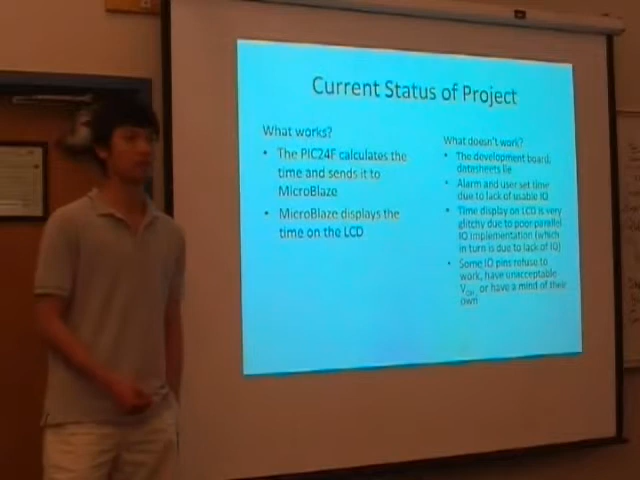 Current Status of Project
What works?
• The PIC24F calculates the
time and sends it to
MicroBlaze
• MicroBlaze displays the
time on the LCD
What doesn't work?
• The development board;
datasheets lie
• Alarm and user set time
due to lack of usable IO
• Time display on LCD is very
glitchy due to poor parallel
IO implementation (which
in turn is due to lack of IO)
• Some IO pins refuse to
work, have unacceptable
or have a mind of their
own